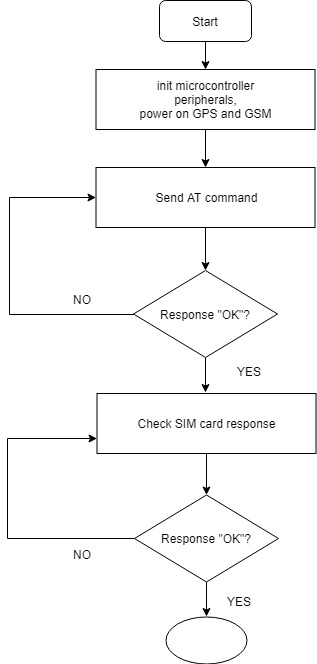 Start
init microcontroller
peripherals,
power on GPS and GSM
Send AT command
Response "OK"?
NO
YES
Check SIM card response
Response "OK"?
NO
YES